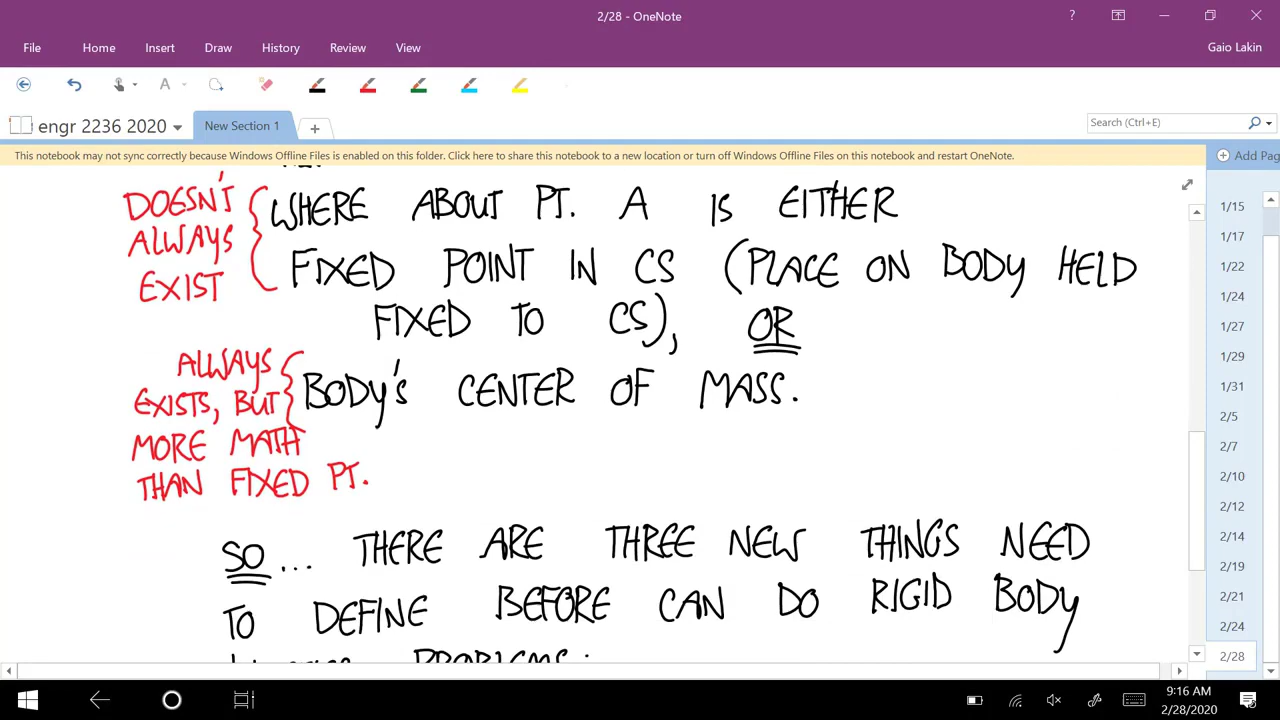 2/28 - OneNote
?
File
Home
Insert
Draw
History
Review
View
Gaio Lakin
A
engr 2236 2020
New Section 1
+
Search (Ctrl+E)
This notebook may not sync correctly because Windows Offline Files is enabled on this folder. Click here to share this notebook to a new location or turn off Windows Offline Files on this notebook and restart OneNote.
Add Pag
DOESN'T
ALWAYS
EXIST
WHERE ABOUT PT. A IS EITHER
FIXED POINT IN CS (PLACE ON BODY HELD
FIXED TO CS), OR
ALWAYS
EXISTS, BUT
MORE MATH
THAN FIXED PT.
BODY'S CENTER OF MASS.
SO... THERE ARE THREE NEW THINGS NEED
TO DEFINE BEFORE CAN DO RIGID BODY
PROBLEMS:
1/15
1/17
1/22
1/24
1/27
1/29
1/31
2/5
2/7
2/10
2/12
2/14
2/19
2/21
2/24
2/28
9:16 AM
2/28/2020